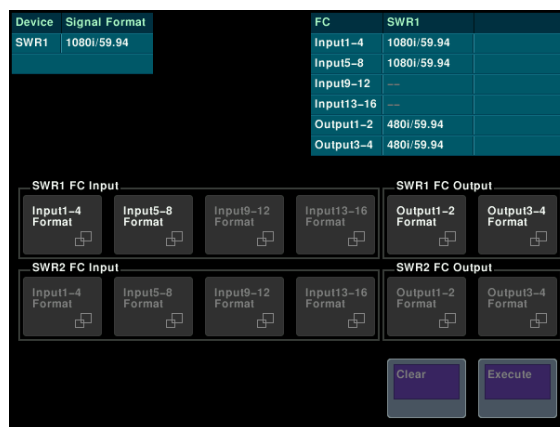 Device Signal Format
SWR1 1080i/59.94
FC SWR1
Input1–4 1080i/59.94
Input5–8 1080i/59.94
Input9–12 ––
Input13–16 ––
Output1–2 480i/59.94
Output3–4 480i/59.94
SWR1 FC Input
Input1–4 Format
Input5–8 Format
Input9–12 Format
Input13–16 Format
SWR1 FC Output
Output1–2 Format
Output3–4 Format
SWR2 FC Input
Input1–4 Format
Input5–8 Format
Input9–12 Format
Input13–16 Format
SWR2 FC Output
Output1–2 Format
Output3–4 Format
Clear
Execute